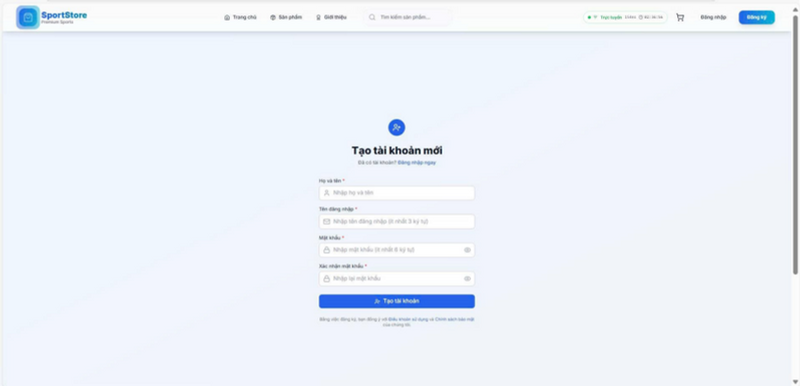 SportStore
Premium Sports
Trang chủ
Sản phẩm
Giới thiệu
Tìm kiếm sản phẩm...
Trực tuyến
Đăng nhập
Đăng ký
Tạo tài khoản mới
Đã có tài khoản? Đăng nhập ngay
Họ và tên *
Nhập họ và tên
Tên đăng nhập *
Nhập tên đăng nhập (ít nhất 3 ký tự)
Mật khẩu *
Nhập mật khẩu (ít nhất 6 ký tự)
Xác nhận mật khẩu *
Nhập lại mật khẩu
Tạo tài khoản
Bằng việc đăng ký, bạn đồng ý với Điều khoản sử dụng và Chính sách bảo mật
của chúng tôi.